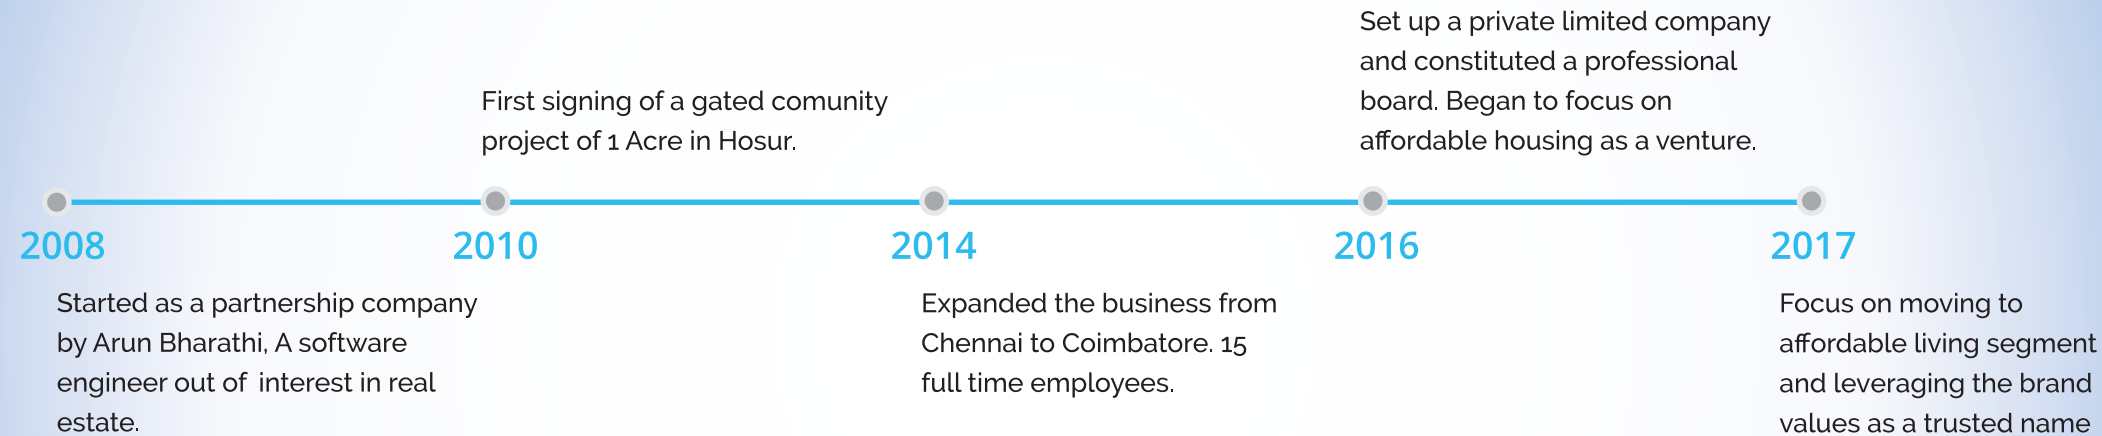 Set up a private limited company
and constituted a professional
board. Began to focus on
affordable housing as a venture.
First signing of a gated comunity
project of 1 Acre in Hosur.
2008
2010
2014
2016
2017
Started as a partnership company
by Arun Bharathi, A software
engineer out of interest in real
estate.
Expanded the business from
Chennai to Coimbatore. 15
full time employees.
Focus on moving to
affordable living segment
and leveraging the brand
values as a trusted name